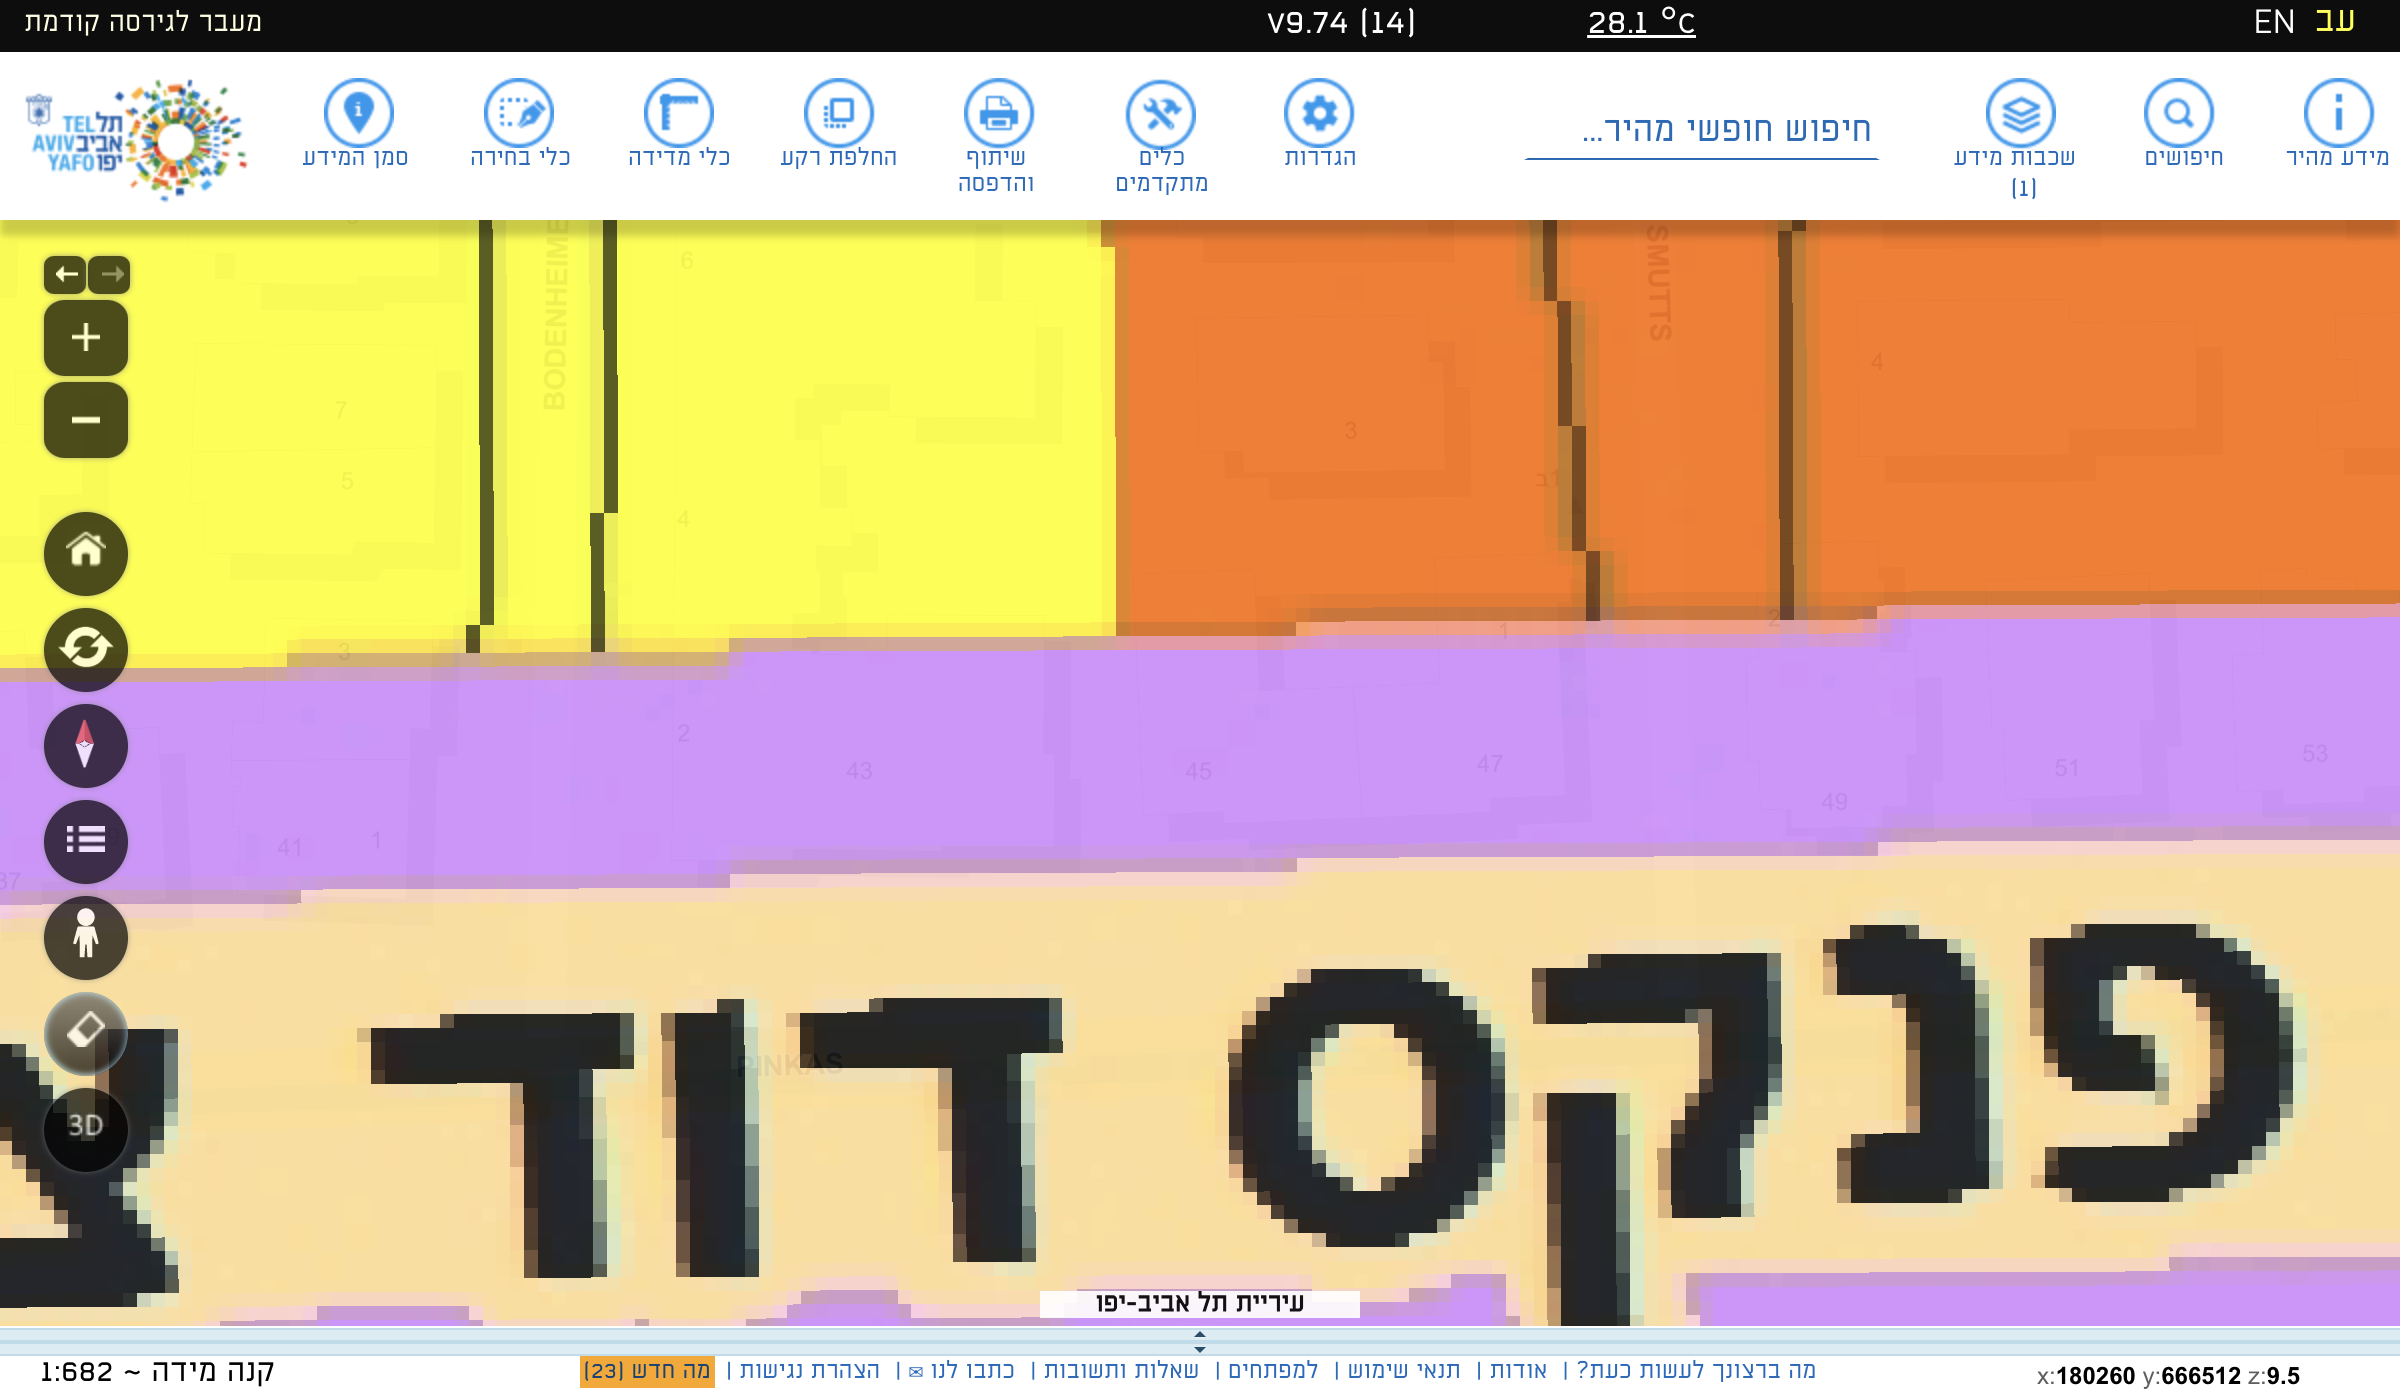 מעבר לגירסה קודמת
V9.74 (14)
28.1 °C
EN עב
תל אביב יפו
TEL AVIV YAFO
סמן המידע
כלי בחירה
כלי מדידה
החלפת רקע
שיתוף והדפסה
כלים מתקדמים
הגדרות
חיפוש חופשי מהיר...
שכבות מידע (1)
חיפושים
מידע מהיר
BODENHEIME
SMUTTS
6
7
5
4
3
3
4
1ב
1
2
3
2
43
45
47
49
51
53
41
1
37
פנקס דוד
PINKAS
3D
עיריית תל אביב-יפו
קנה מידה ~ 1:682
מה ברצונך לעשות כעת? | אודות | תנאי שימוש | למפתחים | שאלות ותשובות | כתבו לנו ✉ | הצהרת נגישות | מה חדש (23)
x:180260 y:666512 z:9.5